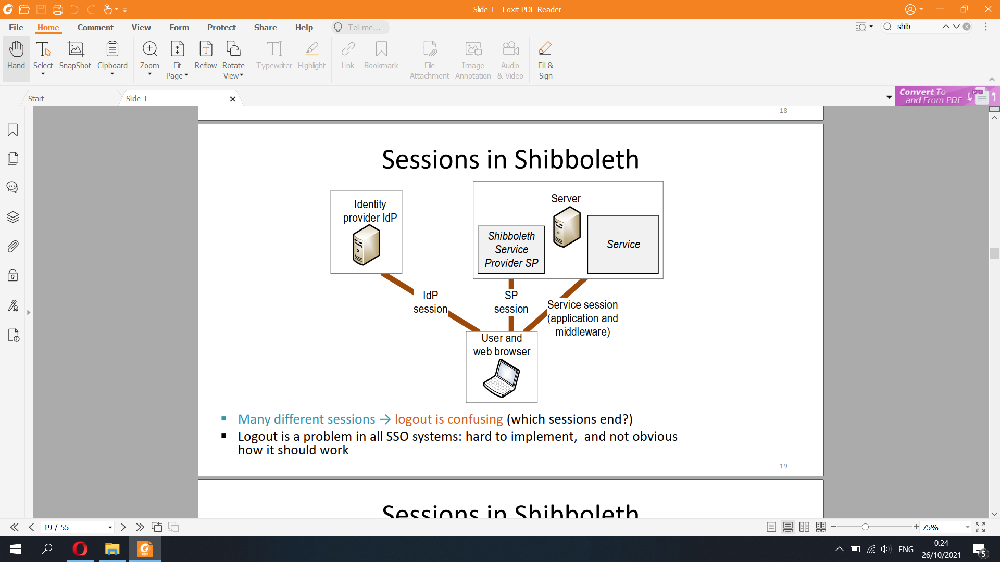 Slide 1 - Foxit PDF Reader
File Home Comment View Form Protect Share Help Tell me... shib
Hand Select SnapShot Clipboard Zoom Fit Page Reflow Rotate View Typewriter Highlight Link Bookmark File Attachment Image Annotation Audio & Video Fill & Sign
Start Slide 1
Convert To
and From PDF
PDF
18
Sessions in Shibboleth
Identity
provider IdP
Server
Shibboleth
Service
Provider SP
Service
IdP
session
SP
session
Service session
(application and
middleware)
User and
web browser
▪ Many different sessions → logout is confusing (which sessions end?)
▪ Logout is a problem in all SSO systems: hard to implement, and not obvious
how it should work
19
Sessions in Shibboleth
19 / 55
75%
PDF
ENG
0.24
26/10/2021
5